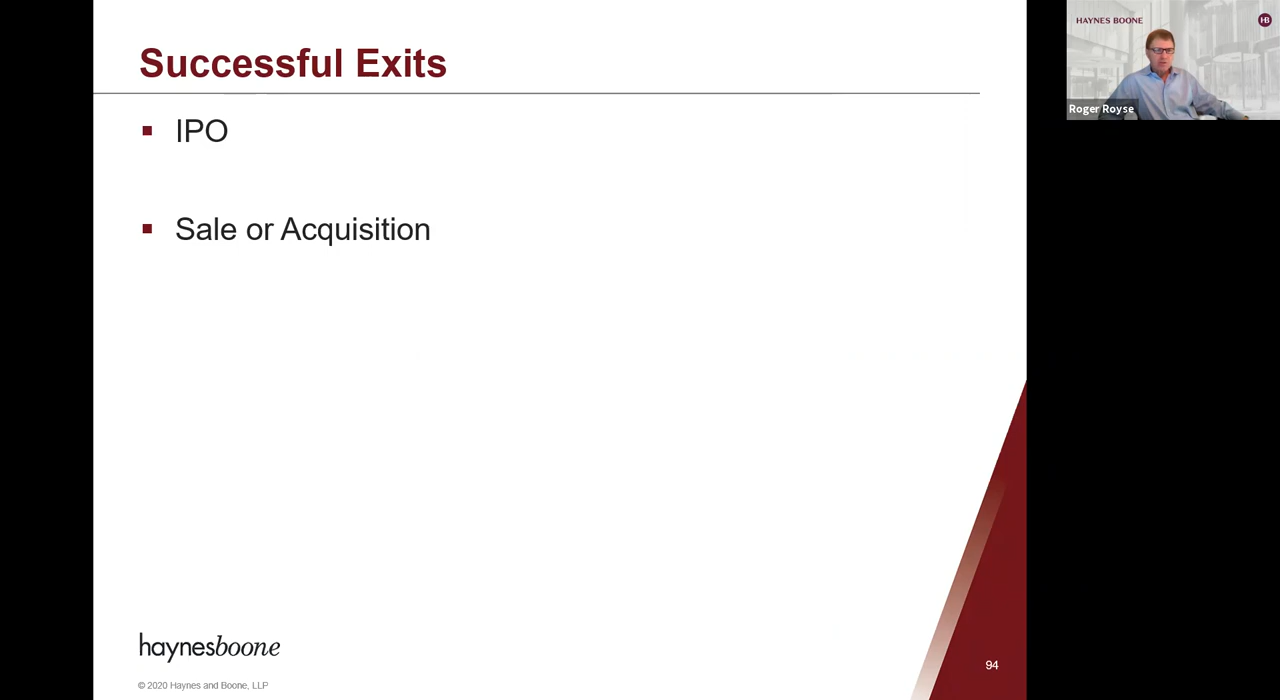 Successful Exits
IPO
Sale or Acquisition
haynesboone
© 2020 Haynes and Boone, LLP
94
HAYNES BOONE
HB
Roger Royse